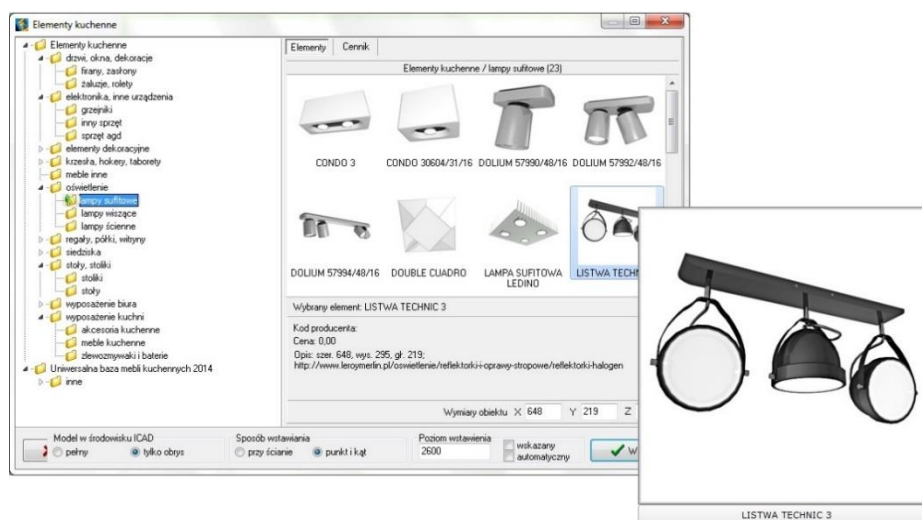 Elementy kuchenne
Elementy kuchenne
drzwi, okna, dekoracje
firany, zasłony
żaluzje, rolety
elektronika, inne urządzenia
grzejniki
inny sprzęt
sprzęt agd
elementy dekoracyjne
krzesła, hokery, taborety
meble inne
oświetlenie
lampy sufitowe
lampy wiszące
lampy ścienne
regały, półki, witryny
siedziska
stoły, stoliki
stoliki
stoły
wyposażenie biura
wyposażenie kuchni
akcesoria kuchenne
meble kuchenne
zlewozmywaki i baterie
Uniwersalna baza mebli kuchennych 2014
inne
Elementy Cennik
Elementy kuchenne / lampy sufitowe (23)
CONDO 3 CONDO 30604/31/16 DOLIUM 57990/48/16 DOLIUM 57992/48/16
DOLIUM 57994/48/16 DOUBLE CUADRO LAMPA SUFITOWA LISTWA TECHN
LEDINO
Wybrany element: LISTWA TECHNIC 3
Kod producenta:
Cena: 0,00
Opis: szer. 648, wys. 295, gł. 219;
http://www.leroymerlin.pl/oswietlenie/reflektorki-i-oprawy-stropowe/reflektorki-halogen
Wymiary obiektu X 648 Y 219 Z
Model w środowisku ICAD Sposób wstawiania Poziom wstawienia
pełny tylko obrys przy ścianie punkt i kąt 2600 wskazany
automatyczny W
LISTWA TECHNIC 3